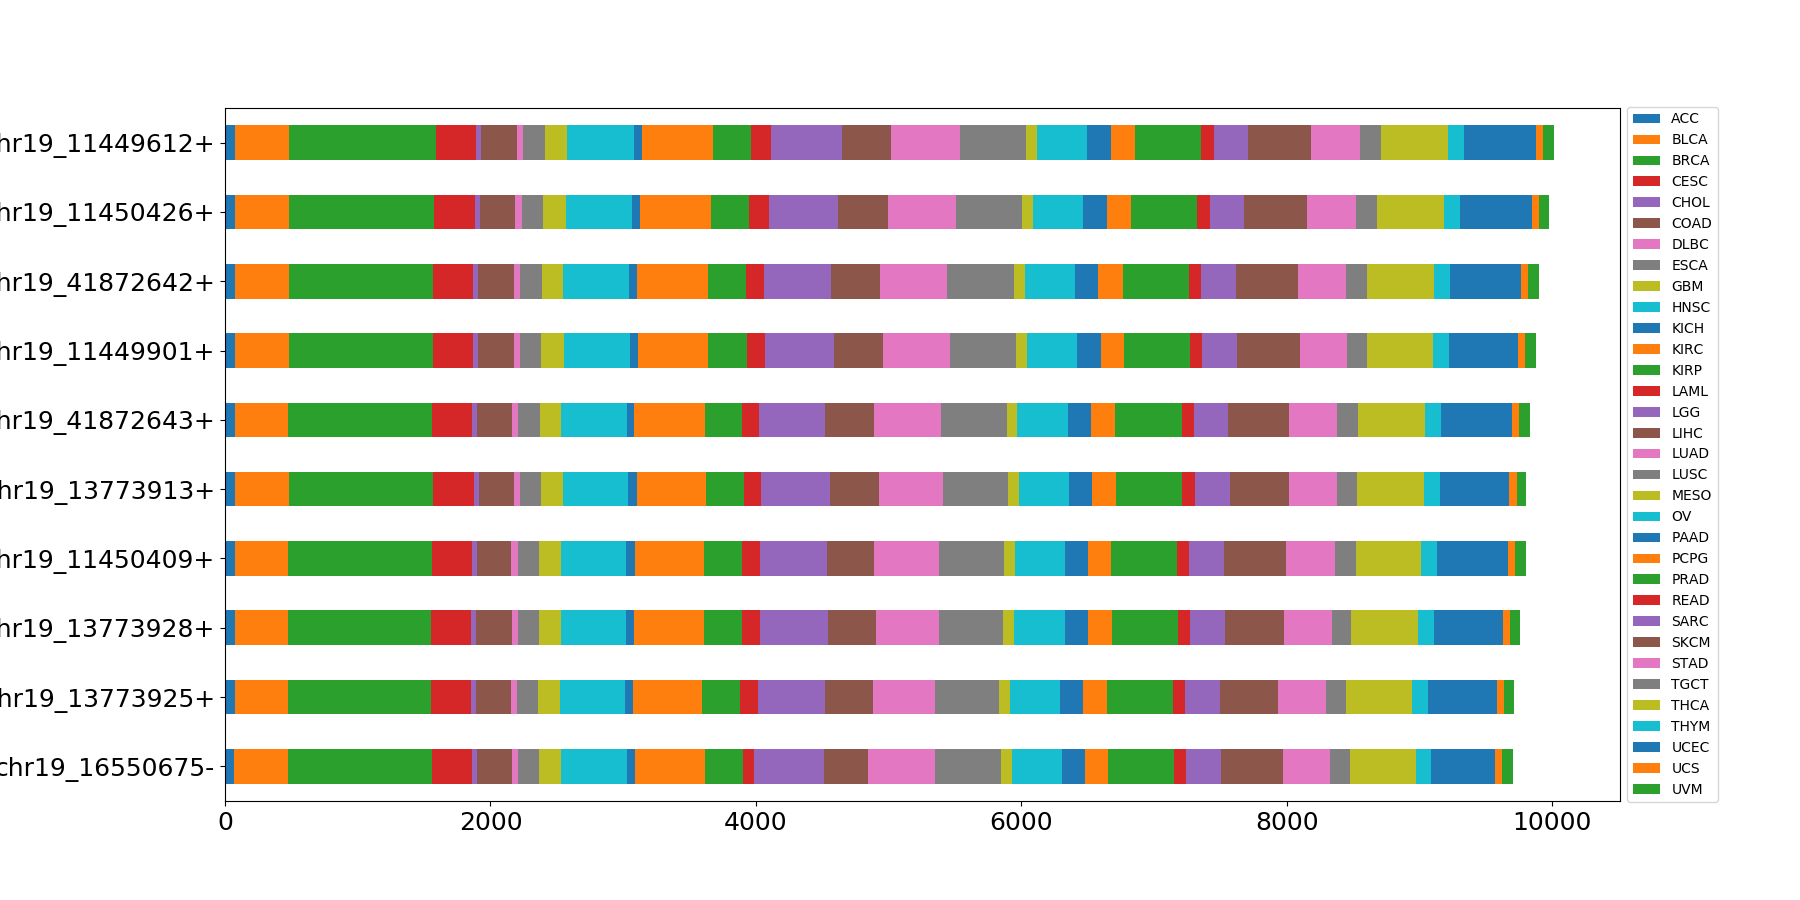 hr19_11449612+
hr19_11450426+
hr19_41872642+
hr19_11449901+
hr19_41872643+
hr19_13773913+
hr19_11450409+
hr19_13773928+
hr19_13773925+
chr19_16550675-
0 2000 4000 6000 8000 10000
ACC
BLCA
BRCA
CESC
CHOL
COAD
DLBC
ESCA
GBM
HNSC
KICH
KIRC
KIRP
LAML
LGG
LIHC
LUAD
LUSC
MESO
OV
PAAD
PCPG
PRAD
READ
SARC
SKCM
STAD
TGCT
THCA
THYM
UCEC
UCS
UVM